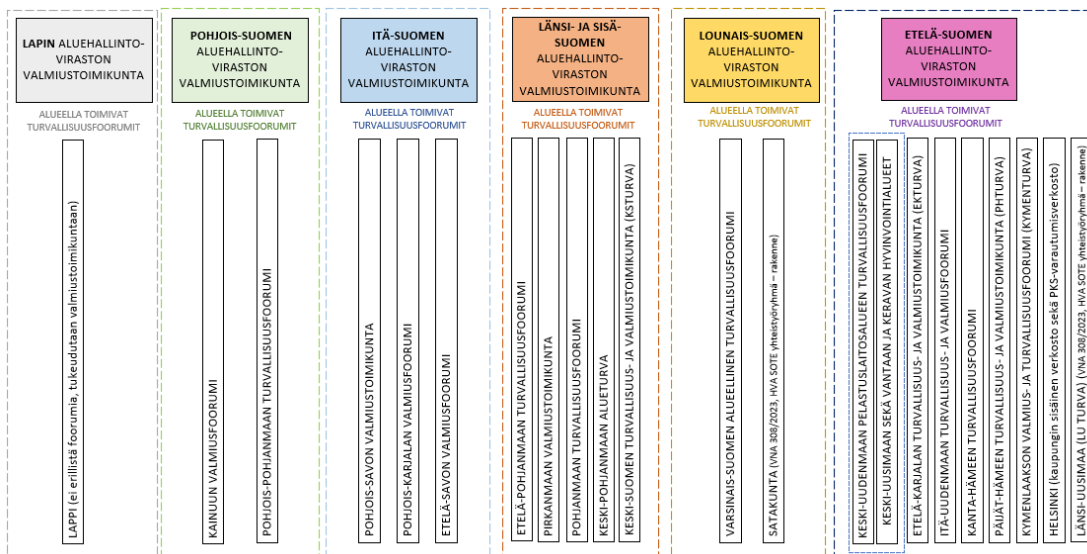 LAPIN ALUEHALLINTO-
VIRASTON
VALMIUSTOIMIKUNTA
ALUEELLA TOIMIVAT
TURVALLISUUSFOORUMIT
LAPPI (ei erillistä foorumia, tukeudutaan valmiustoimikuntaan)
POHJOIS-SUOMEN
ALUEHALLINTO-
VIRASTON
VALMIUSTOIMIKUNTA
ALUEELLA TOIMIVAT
TURVALLISUUSFOORUMIT
KAINUUN VALMIUSFOORUMI
POHJOIS-POHJANMAAN TURVALLISUUSFOORUMI
ITÄ-SUOMEN
ALUEHALLINTO-
VIRASTON
VALMIUSTOIMIKUNTA
ALUEELLA TOIMIVAT
TURVALLISUUSFOORUMIT
POHJOIS-SAVON VALMIUSTOIMIKUNTA
POHJOIS-KARJALAN VALMIUSFOORUMI
ETELÄ-SAVON VALMIUSFOORUMI
LÄNSI- JA SISÄ-
SUOMEN
ALUEHALLINTO-
VIRASTON
VALMIUSTOIMIKUNTA
ALUEELLA TOIMIVAT
TURVALLISUUSFOORUMIT
ETELÄ-POHJANMAAN TURVALLISUUSFOORUMI
PIRKANMAAN VALMIUSTOIMIKUNTA
POHJANMAAN TURVALLISUUSFOORUMI
KESKI-POHJANMAAN ALUETURVA
KESKI-SUOMEN TURVALLISUUS- JA VALMIUSTOIMIKUNTA (KSTURVA)
LOUNAIS-SUOMEN
ALUEHALLINTO-
VIRASTON
VALMIUSTOIMIKUNTA
ALUEELLA TOIMIVAT
TURVALLISUUSFOORUMIT
VARSINAIS-SUOMEN ALUEELLINEN TURVALLISUUSFOORUMI
SATAKUNTA (VNA 308/2023, HVA SOTE yhteistyöryhmä – rakenne)
ETELÄ-SUOMEN
ALUEHALLINTO-
VIRASTON
VALMIUSTOIMIKUNTA
ALUEELLA TOIMIVAT
TURVALLISUUSFOORUMIT
KESKI-UUDENMAAN PELASTUSLAITOSALUEEN TURVALLISUUSFOORUMI
KESKI-UUSIMAAN SEKÄ VANTAAN JA KERAVAN HYVINVOINTIALUEET
ETELÄ-KARJALAN TURVALLISUUS- JA VALMIUSTOIMIKUNTA (EKTURVA)
ITÄ-UUDENMAAN TURVALLISUUS- JA VALMIUSFOORUMI
KANTA-HÄMEEN TURVALLISUUSFOORUMI
PÄIJÄT-HÄMEEN TURVALLISUUS- JA VALMIUSTOIMIKUNTA (PHTURVA)
KYMENLAAKSON VALMIUS- JA TURVALLISUUSFOORUMI (KYMENTURVA)
HELSINKI (kaupungin sisäinen verkosto sekä PKS-varautumisverkosto)
LÄNSI-UUSIMAA (LU TURVA) (VNA 308/2023, HVA SOTE yhteistyöryhmä – rakenne)